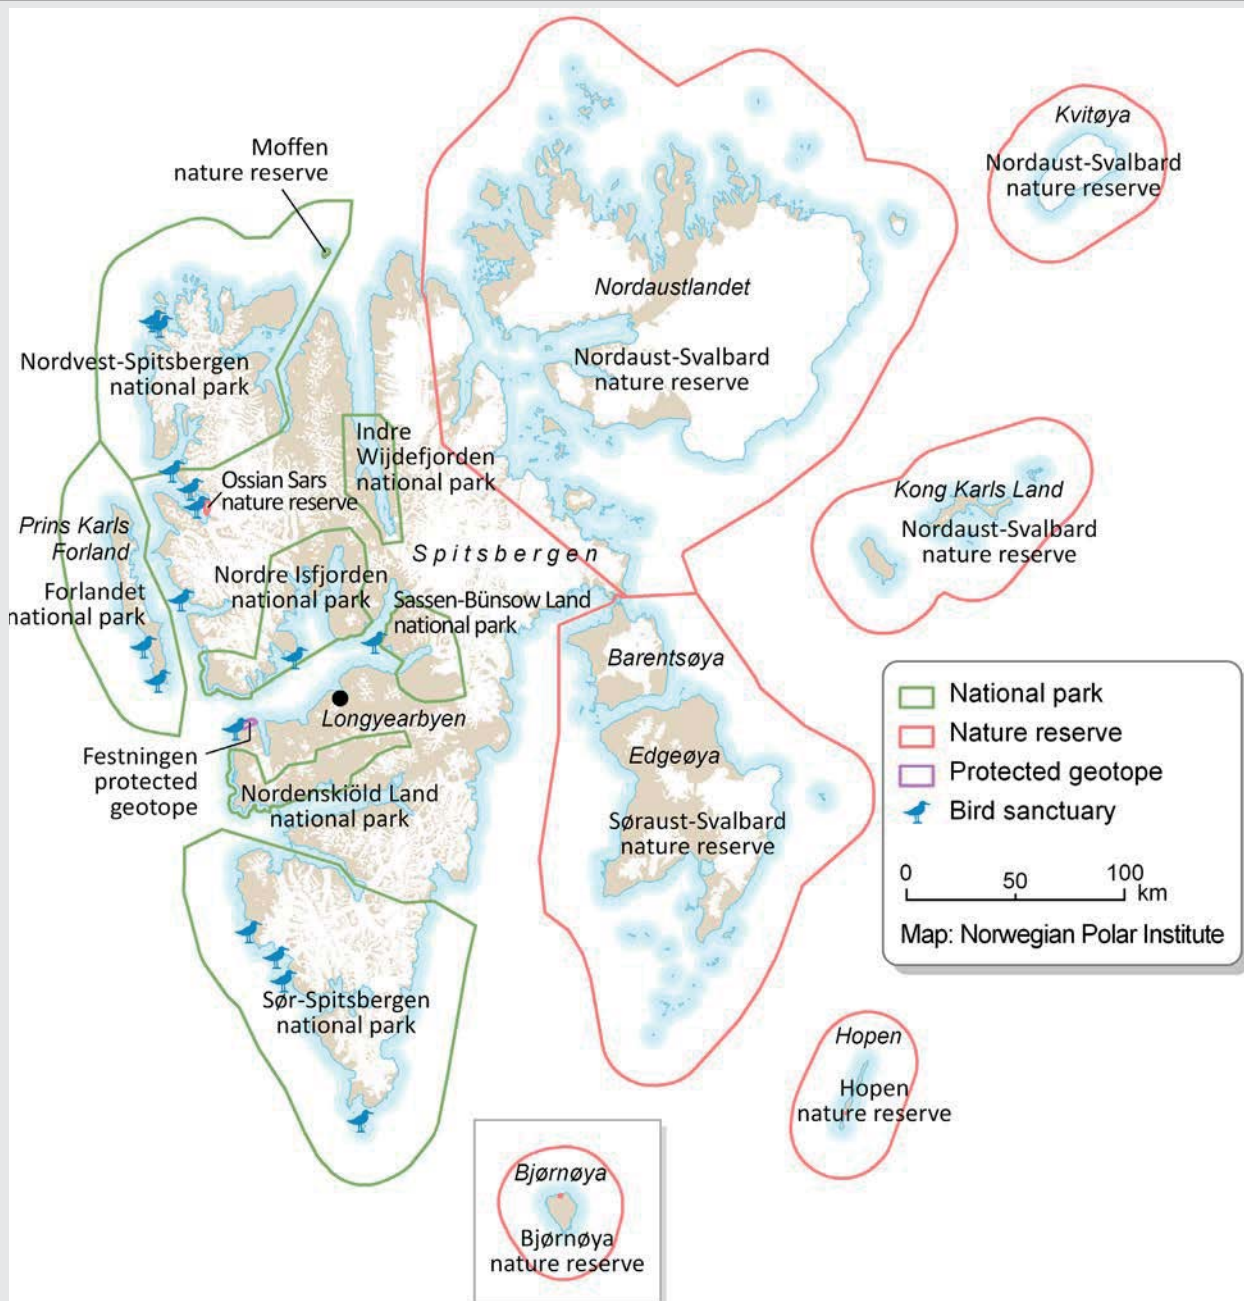 Kvitøya
Nordaust-Svalbard
nature reserve
Moffen
nature reserve
Nordaustlandet
Nordaust-Svalbard
nature reserve
Nordvest-Spitsbergen
national park
Indre
Wijdefjorden
national park
Ossian Sars
nature reserve
Kong Karls Land
Nordaust-Svalbard
nature reserve
Prins Karls
Forland
Forlandet
national park
Spitsbergen
Nordre Isfjorden
national park
Sassen-Bünsow Land
national park
Barentsøya
Longyearbyen
Festningen
protected
geotope
Edgeøya
Nordenskiöld Land
national park
Søraust-Svalbard
nature reserve
National park
Nature reserve
Protected geotope
Bird sanctuary
0 50 100
km
Map: Norwegian Polar Institute
Sør-Spitsbergen
national park
Hopen
Hopen
nature reserve
Bjørnøya
Bjørnøya
nature reserve